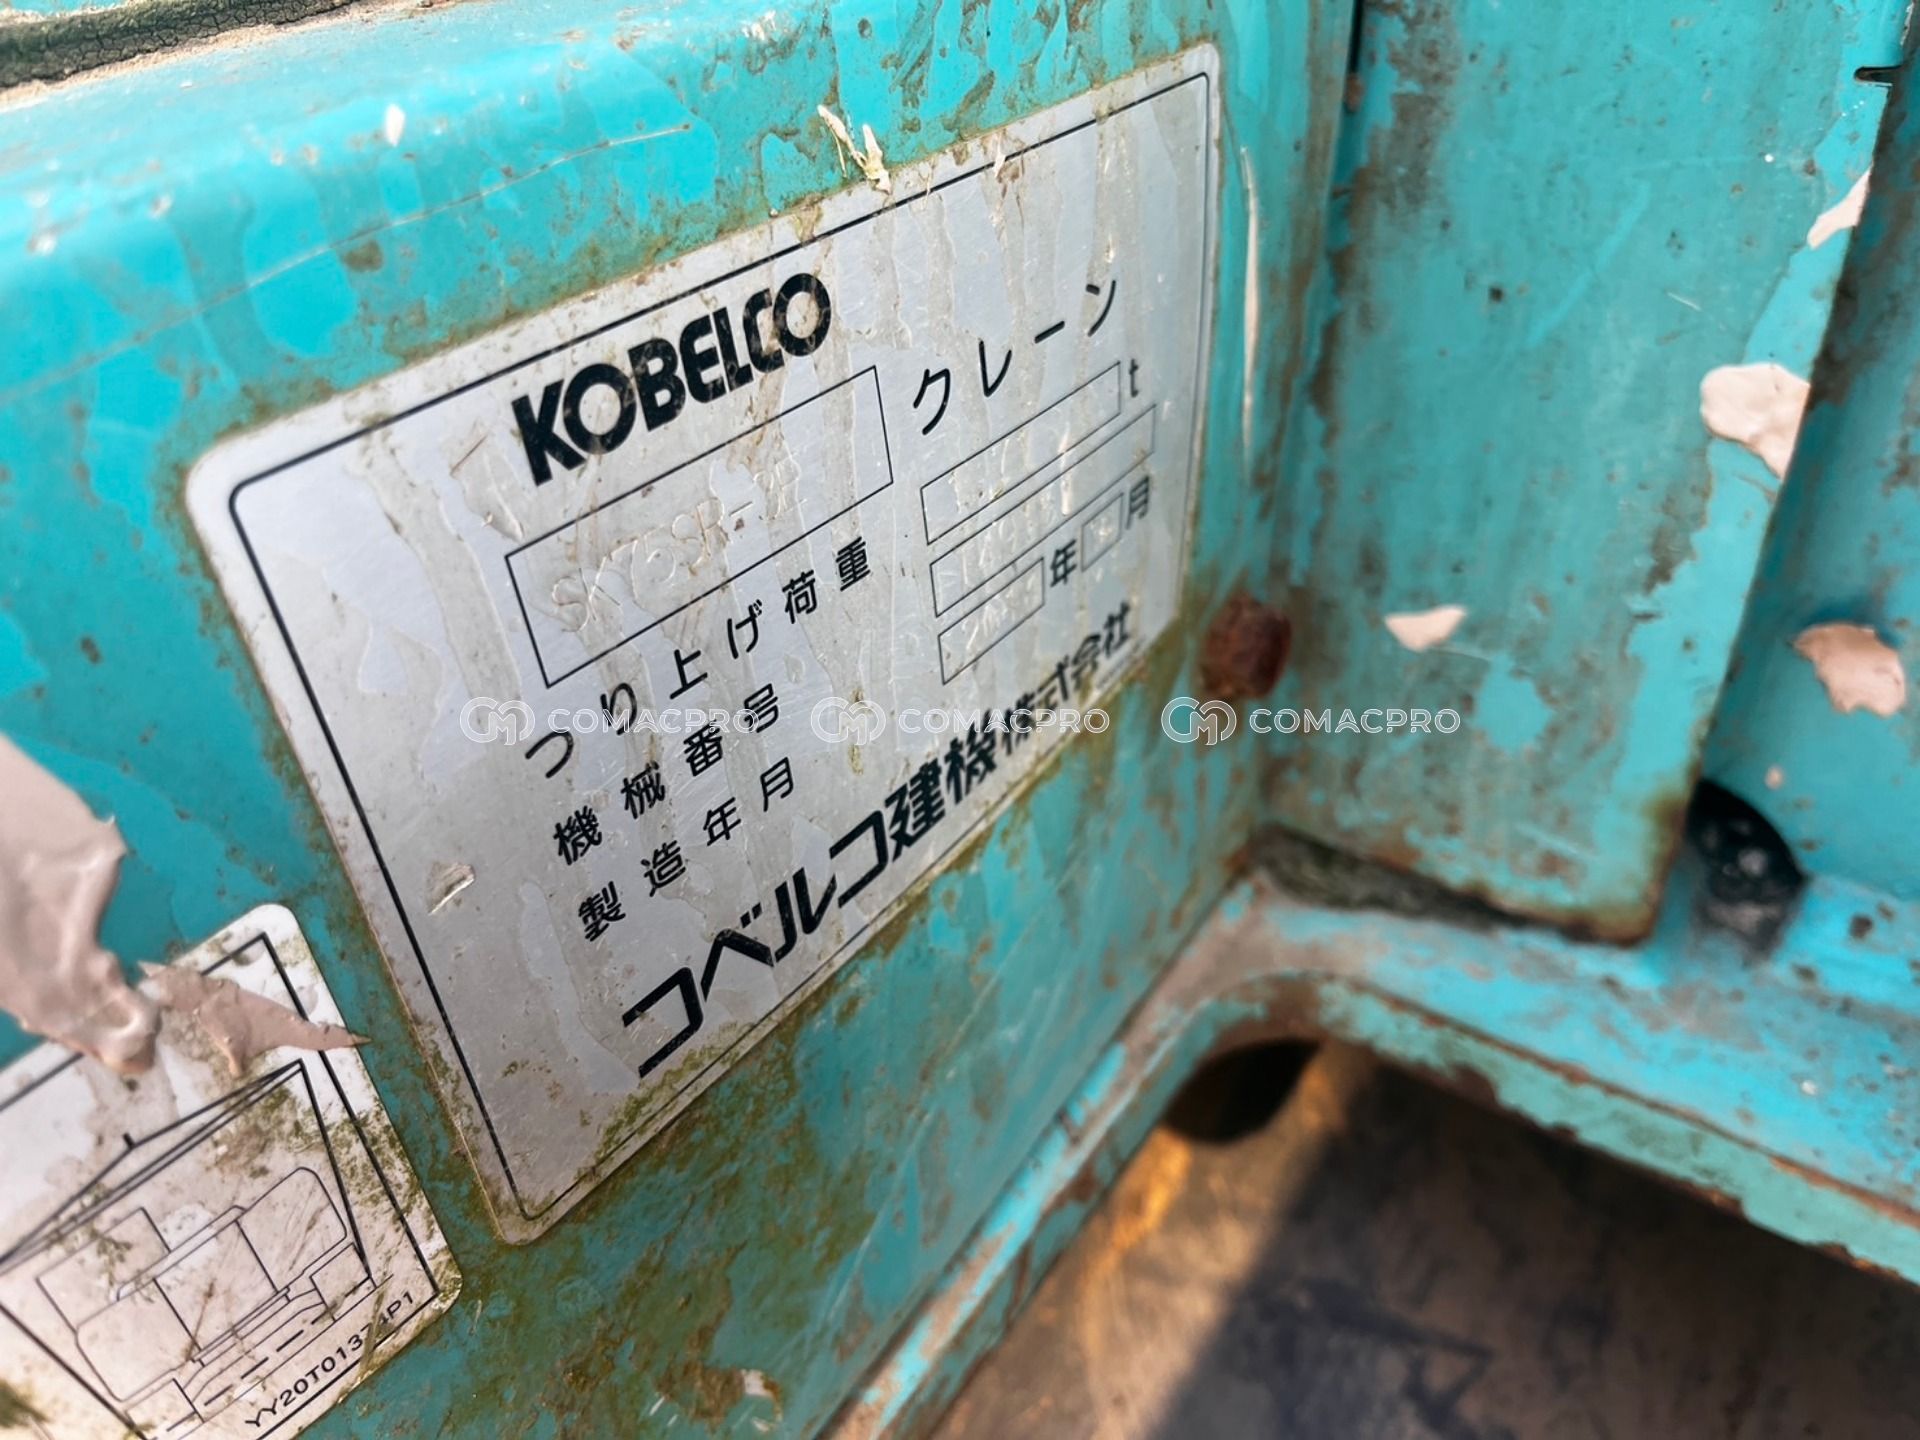 KOBELCO
クレーン
t
つり上げ荷重
機械番号
製造年月
年
月
コベルコ建機株式会社
YY20T01374P1
COMACPRO COMACPRO COMACPRO